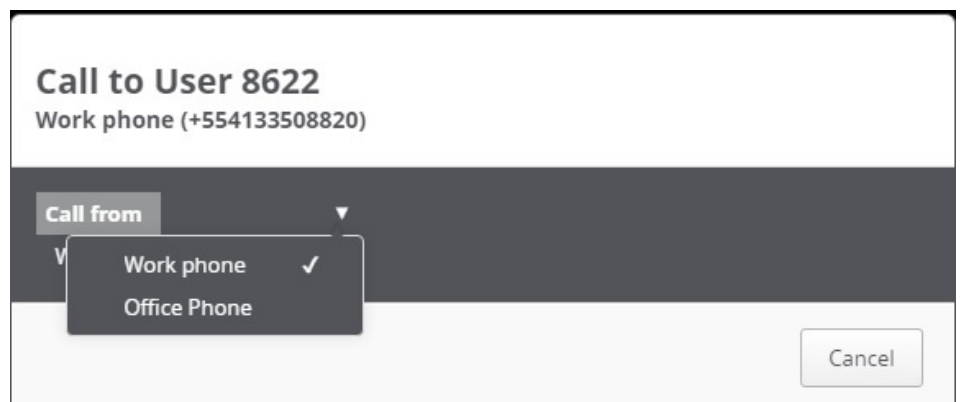 Call to User 8622
Work phone (+554133508820)
Call from
Work phone
Office Phone
Cancel